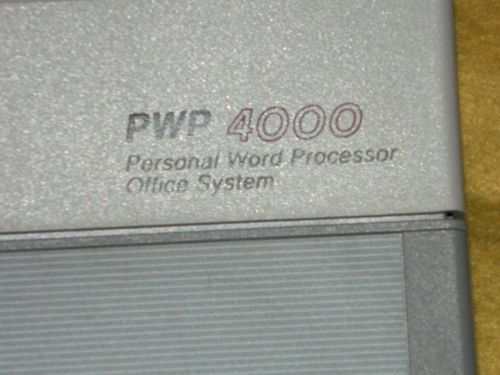 PWP 4000
Personal Word Processor
Office System